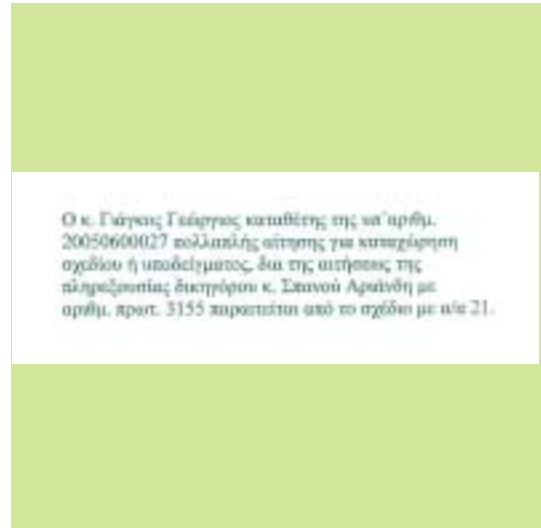 Ο κ. Γιάγκος Γεώργιος καταθέτης της υπ΄αριθμ.
20050600027 πολλαπλής αίτησης για καταχώρηση
σχεδίου ή υποδείγματος, δια της αιτήσεως της
πληρεξουσίας δικηγόρου κ. Σπανού Αριάνθη με
αριθμ. πρωτ. 3155 παραιτείται από το σχέδιο με α/α 21.